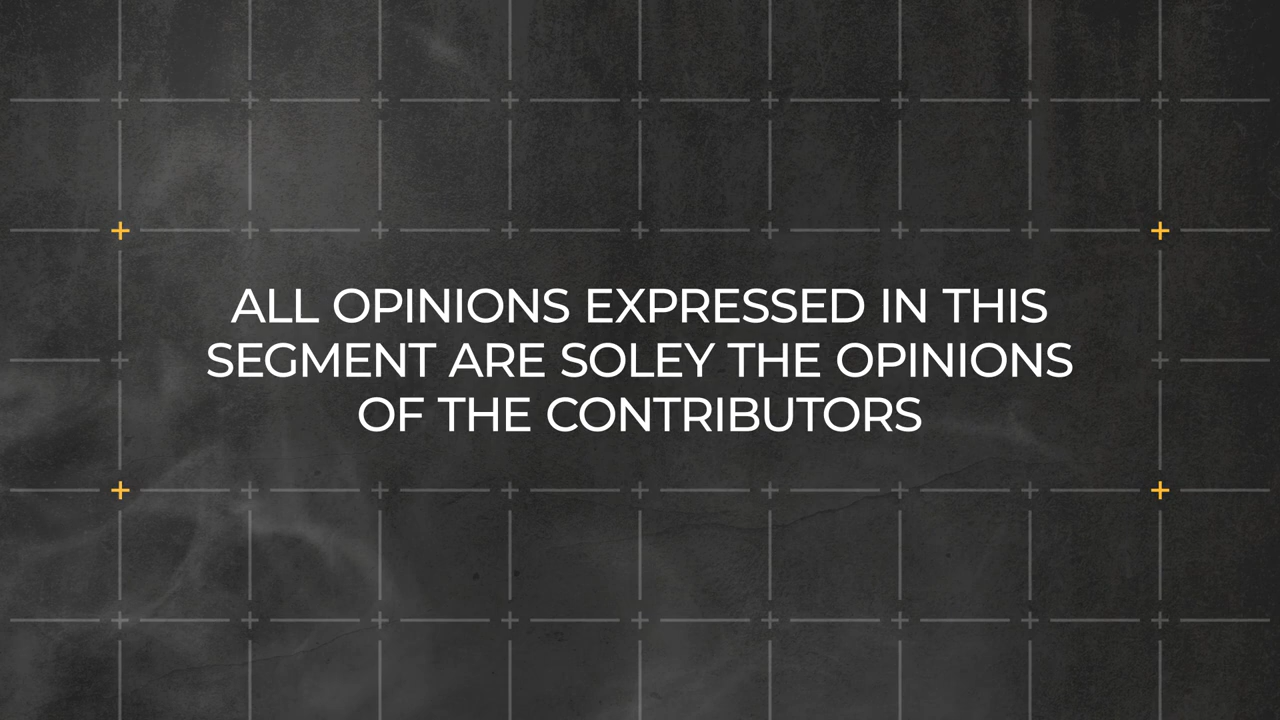 ALL OPINIONS EXPRESSED IN THIS
SEGMENT ARE SOLEY THE OPINIONS
OF THE CONTRIBUTORS